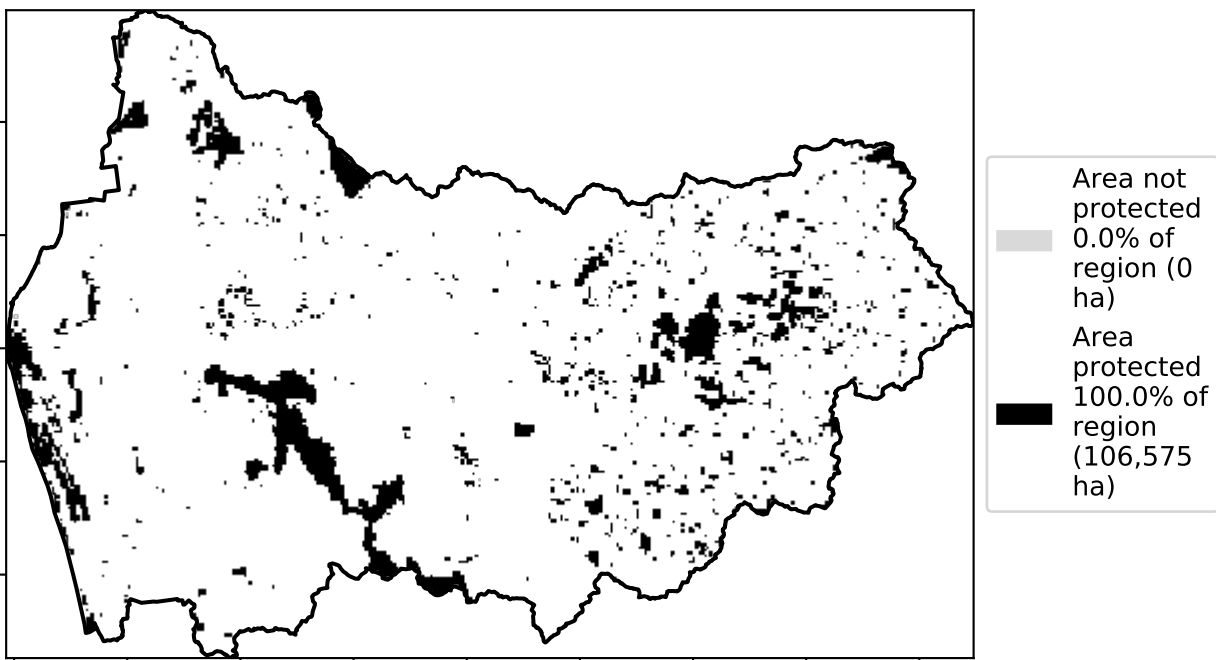 Area not
protected
0.0% of
region (0
ha)
Area
protected
100.0% of
region
(106,575
ha)